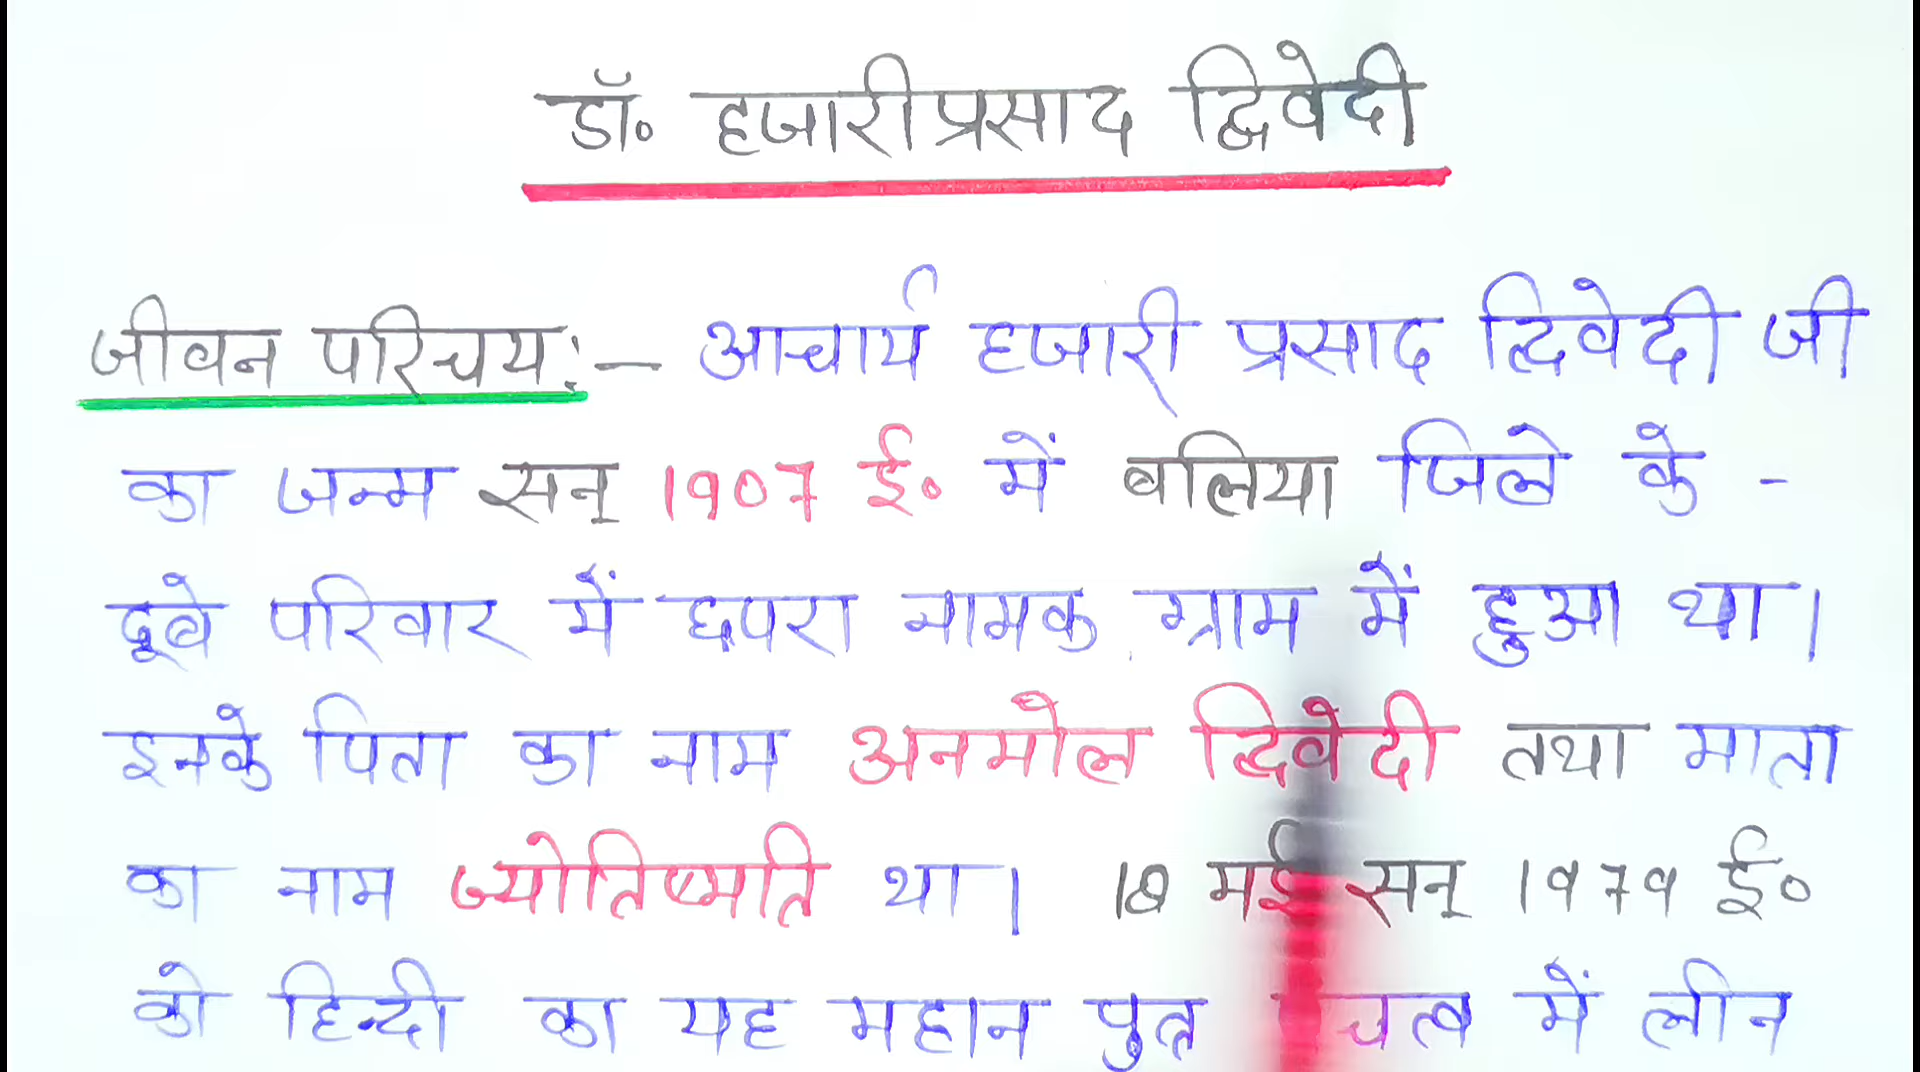 डॉ० हजारीप्रसाद द्विवेदी
जीवन परिचय:- आचार्य हजारी प्रसाद द्विवेदी जी
का जन्म सन् 1907 ई० में बलिया जिले के -
दूबे परिवार में छपरा नामक ग्राम में हुआ था।
इनके पिता का नाम अनमोल द्विवेदी तथा माता
का नाम ज्योतिष्मति था। मई सन् 1979 ई०
को हिन्दी का यह महान पुत्र में लीन